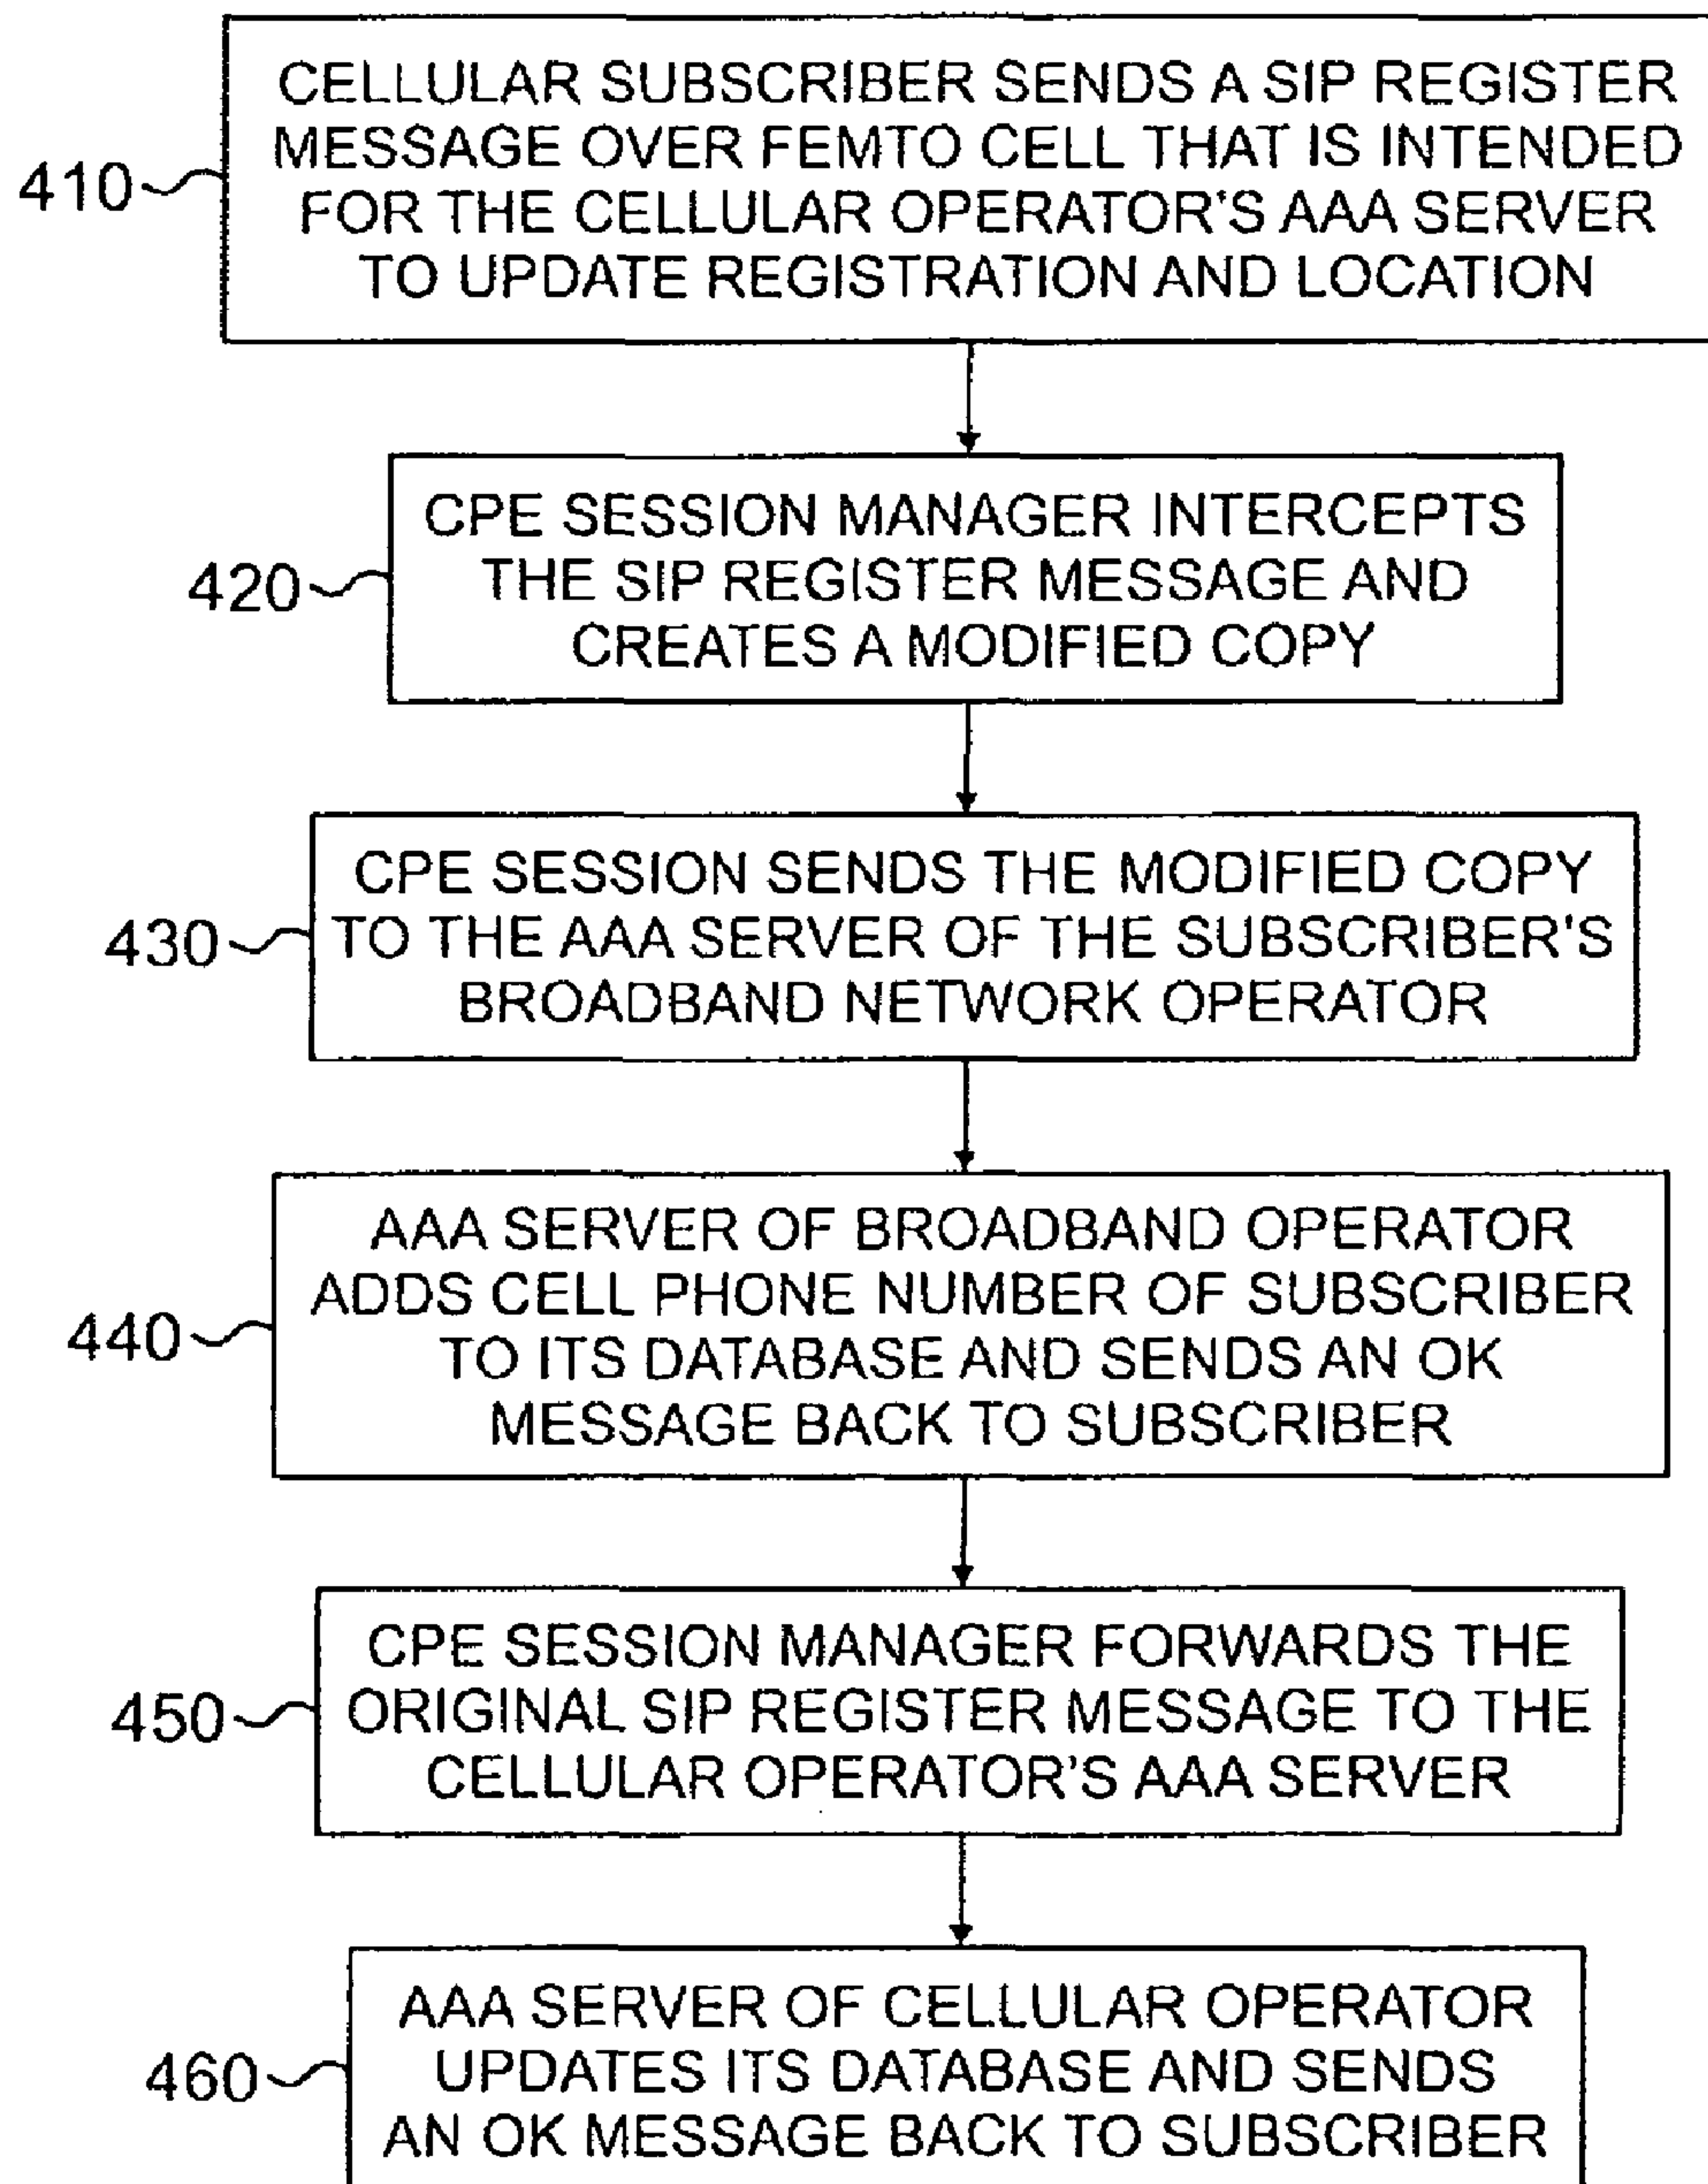 CELLULAR SUBSCRIBER SENDS A SIP REGISTER
MESSAGE OVER FEMTO CELL THAT IS INTENDED
FOR THE CELLULAR OPERATOR'S AAA SERVER
TO UPDATE REGISTRATION AND LOCATION
410
CPE SESSION MANAGER INTERCEPTS
THE SIP REGISTER MESSAGE AND
CREATES A MODIFIED COPY
420
CPE SESSION SENDS THE MODIFIED COPY
TO THE AAA SERVER OF THE SUBSCRIBER'S
BROADBAND NETWORK OPERATOR
430
AAA SERVER OF BROADBAND OPERATOR
ADDS CELL PHONE NUMBER OF SUBSCRIBER
TO ITS DATABASE AND SENDS AN OK
MESSAGE BACK TO SUBSCRIBER
440
CPE SESSION MANAGER FORWARDS THE
ORIGINAL SIP REGISTER MESSAGE TO THE
CELLULAR OPERATOR'S AAA SERVER
450
AAA SERVER OF CELLULAR OPERATOR
UPDATES ITS DATABASE AND SENDS
AN OK MESSAGE BACK TO SUBSCRIBER
460